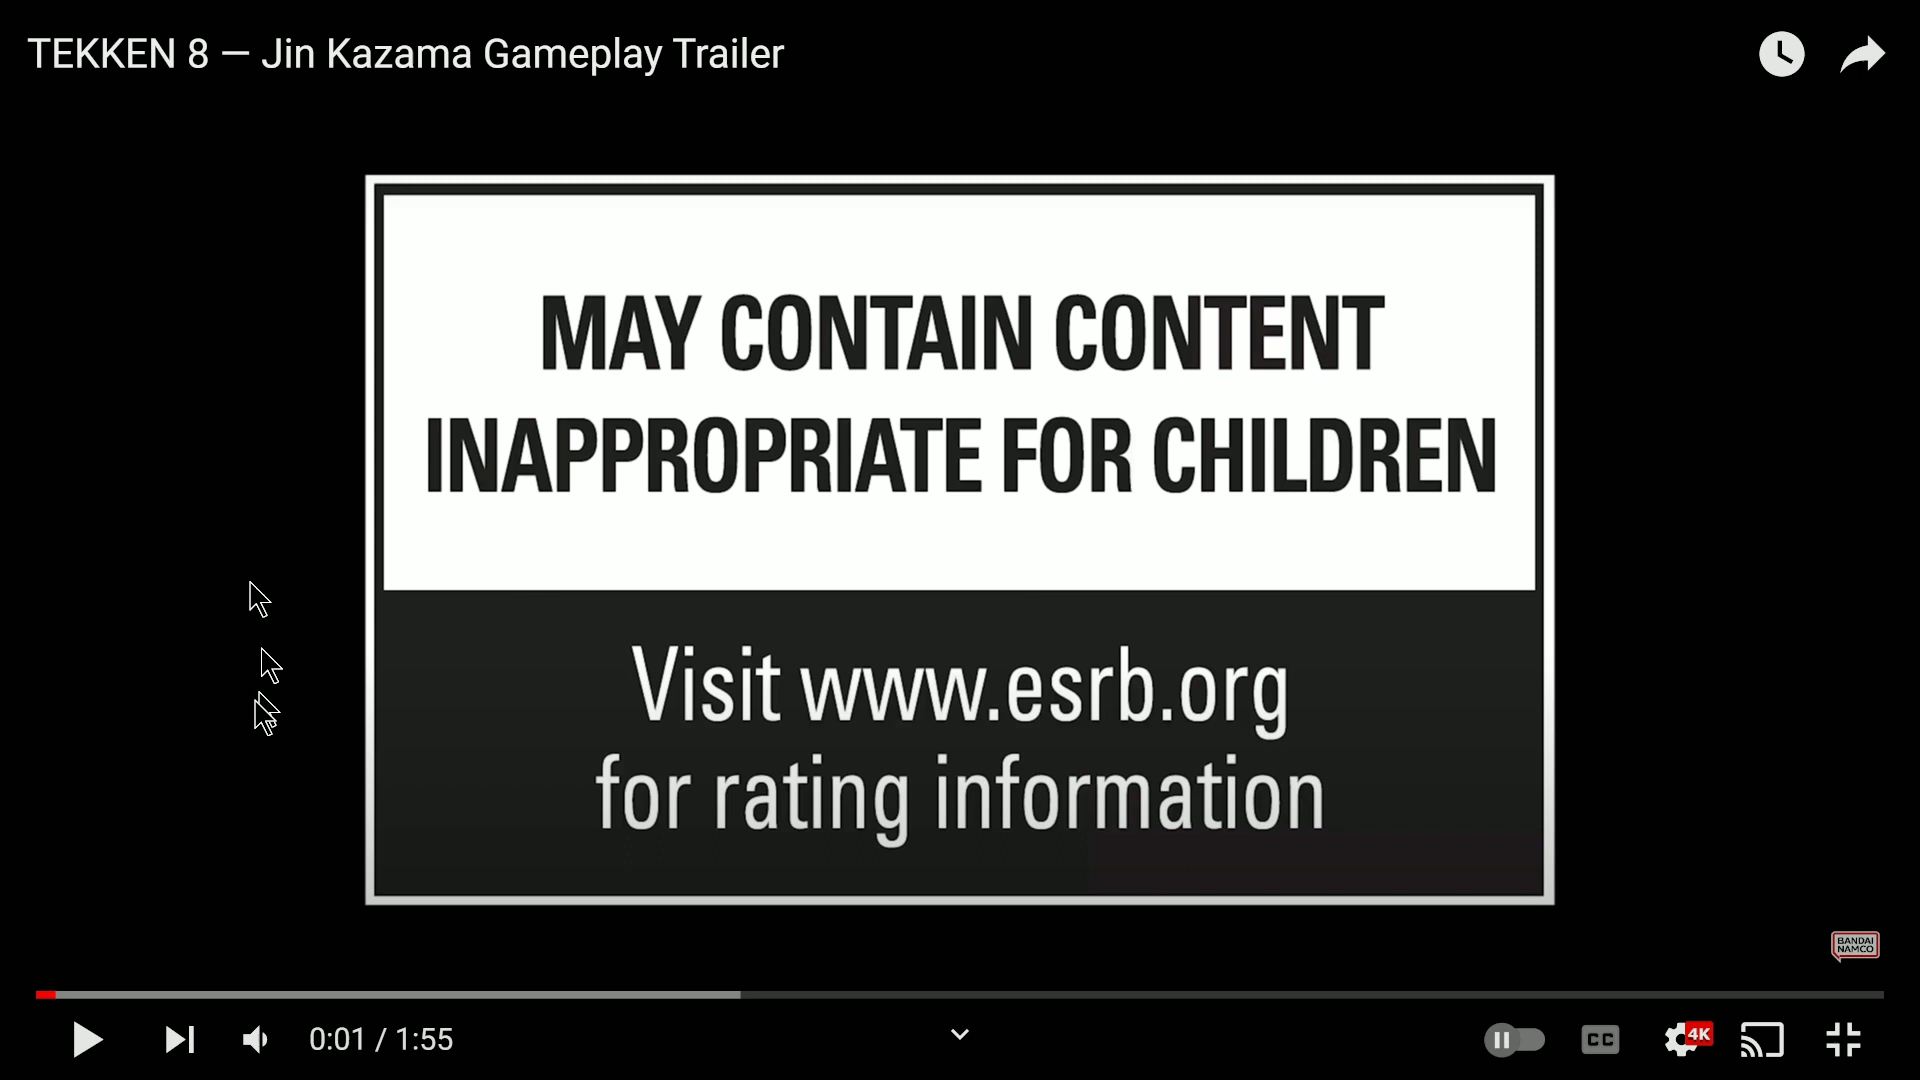 TEKKEN 8 — Jin Kazama Gameplay Trailer
MAY CONTAIN CONTENT
INAPPROPRIATE FOR CHILDREN
Visit www.esrb.org
for rating information
BANDAI
NAMCO
0:01 / 1:55
CC
4K